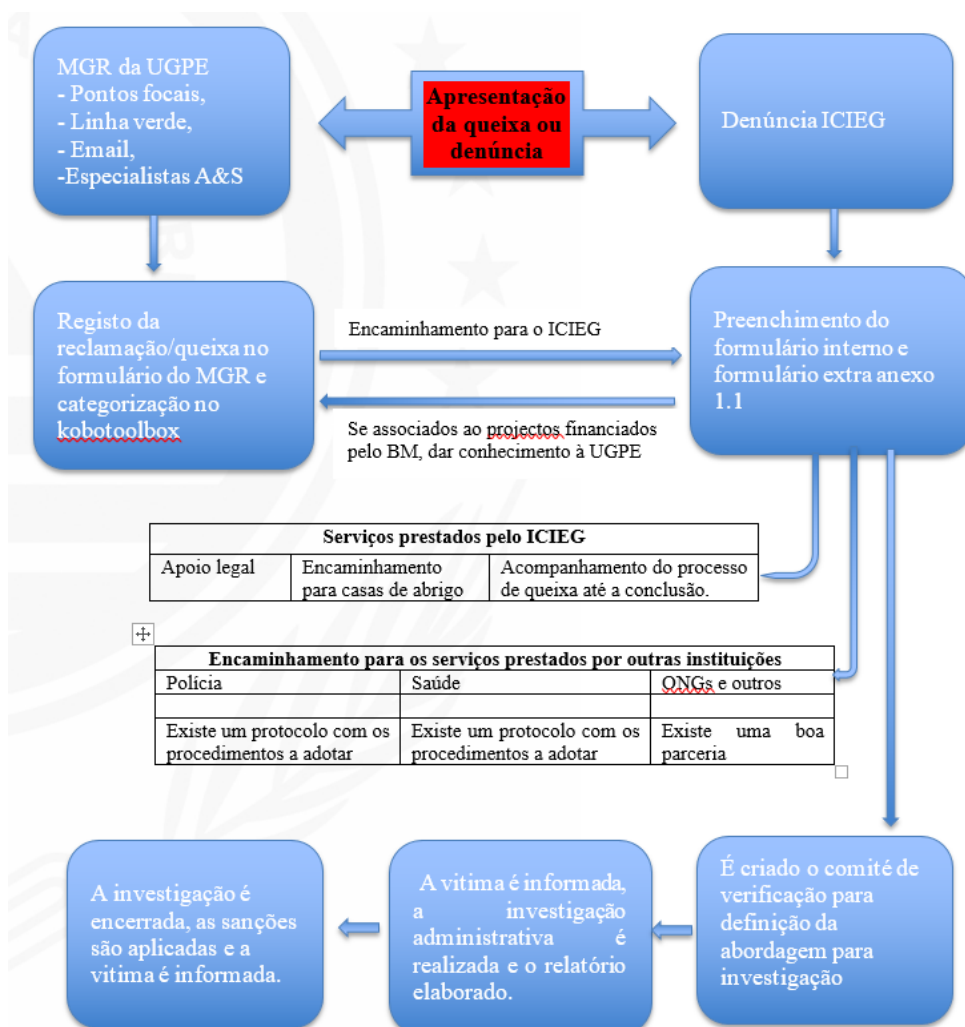 MGR da UGPE
- Pontos focais,
- Linha verde,
- Email,
-Especialistas A&S
Apresentação
da queixa ou
denúncia
Denúncia ICIEG
Registo da
reclamação/queixa no
formulário do MGR e
categorização no
kobotoolbox
Encaminhamento para o ICIEG
Se associados ao projectos financiados
pelo BM, dar conhecimento à UGPE
Preenchimento do
formulário interno e
formulário extra anexo
1.1
Serviços prestados pelo ICIEG
Apoio legal
Encaminhamento
para casas de abrigo
Acompanhamento do processo
de queixa até a conclusão.
Encaminhamento para os serviços prestados por outras instituições
Polícia
Saúde
ONGs e outros
Existe um protocolo com os
procedimentos a adotar
Existe um protocolo com os
procedimentos a adotar
Existe uma boa
parceria
A investigação é
encerrada, as sanções
são aplicadas e a
vitima é informada.
A vitima é informada,
a investigação
administrativa é
realizada e o relatório
elaborado.
É criado o comité de
verificação para
definição da
abordagem para
investigação